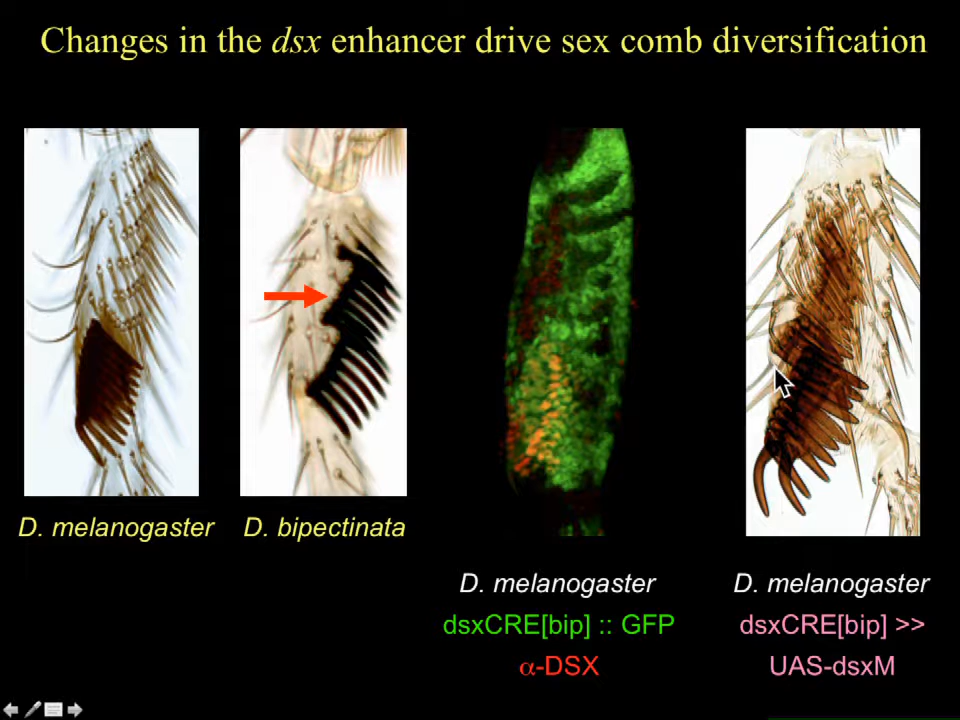 Changes in the dsx enhancer drive sex comb diversification
D. melanogaster
D. bipectinata
D. melanogaster
dsxCRE[bip] :: GFP
α-DSX
D. melanogaster
dsxCRE[bip] >>
UAS-dsxM